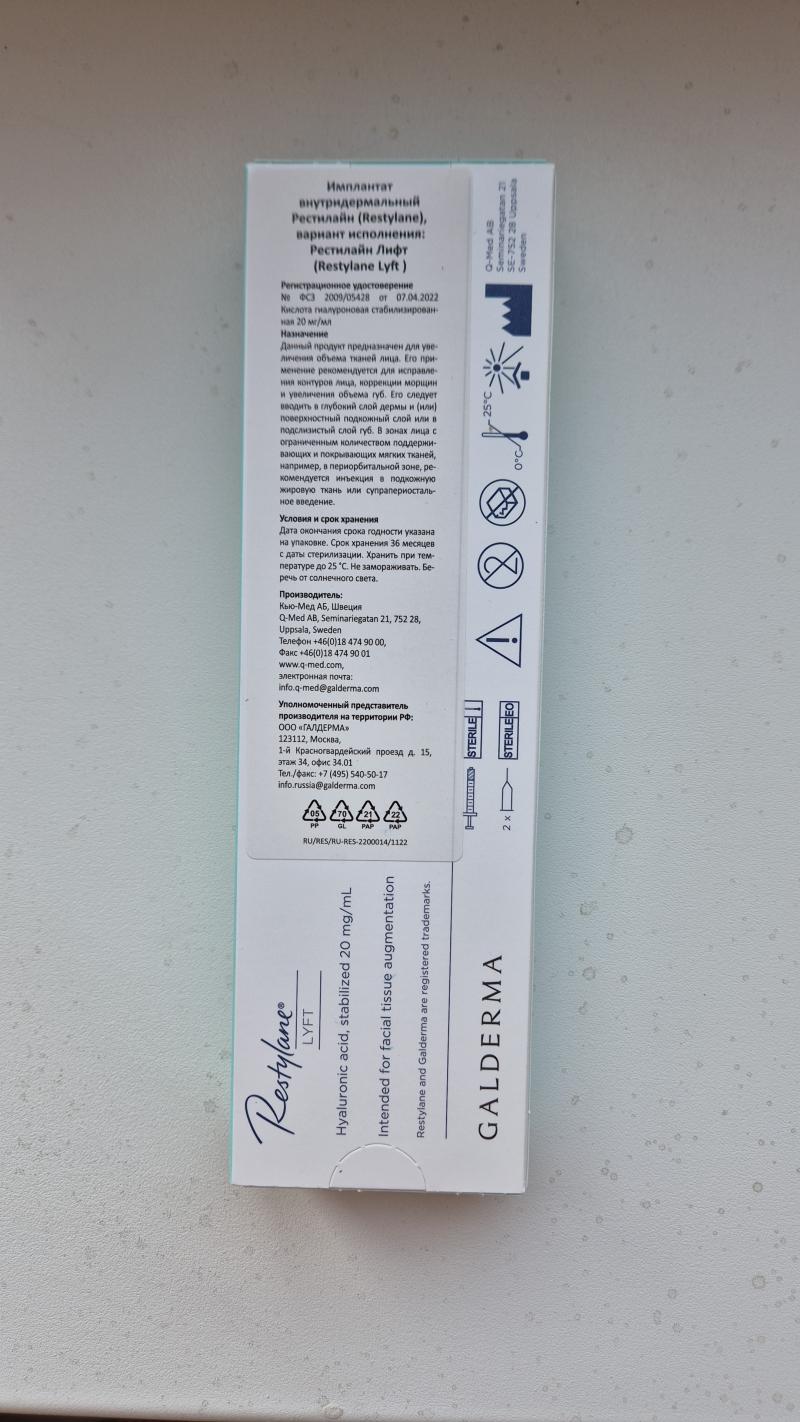 Имплантат
внутридермальный
Рестилайн (Restylane),
вариант исполнения:
Рестилайн Лифт
(Restylane Lyft )
Регистрационное удостоверение
№ ФСЗ 2009/05428 от 07.04.2022
Кислота гиалуроновая стабилизирован-
ная 20 мг/мл
Назначение
Данный продукт предназначен для уве-
личения объема тканей лица. Его при-
менение рекомендуется для исправле-
ния контуров лица, коррекции морщин
и увеличения объема губ. Его следует
вводить в глубокий слой дермы и (или)
поверхностный подкожный слой или в
подслизистый слой губ. В зонах лица с
ограниченным количеством поддержи-
вающих и покрывающих мягких тканей,
например, в периорбитальной зоне, ре-
комендуется инъекция в подкожную
жировую ткань или супрапериосталь-
ное введение.
Условия и срок хранения
Дата окончания срока годности указана
на упаковке. Срок хранения 36 месяцев
с даты стерилизации. Хранить при тем-
пературе до 25 ˚С. Не замораживать. Бе-
речь от солнечного света.
Производитель:
Кью-Мед АБ, Швеция
Q-Med AB, Seminariegatan 21, 752 28,
Uppsala, Sweden
Телефон +46(0)18 474 90 00,
Факс +46(0)18 474 90 01
www.q-med.com,
электронная почта:
info.q-med@galderma.com
Уполномоченный представитель
производителя на территории РФ:
ООО «ГАЛДЕРМА»
123112, Москва,
1-й Красногвардейский проезд д. 15,
этаж 34, офис 34.01
Тел./факс: +7 (495) 540-50-17
info.russia@galderma.com
05 70 21 22
PP GL PAP PAP
RU/RES/RU-RES-2200014/1122
Restylane®
LYFT
Hyaluronic acid, stabilized 20 mg/mL
Intended for facial tissue augmentation
Restylane and Galderma are registered trademarks.
GALDERMA
STERILE
2 x
STERILE EO
2
0°C
25°C
Q-Med AB
Seminariegatan 21
SE-752 28 Uppsala
Sweden